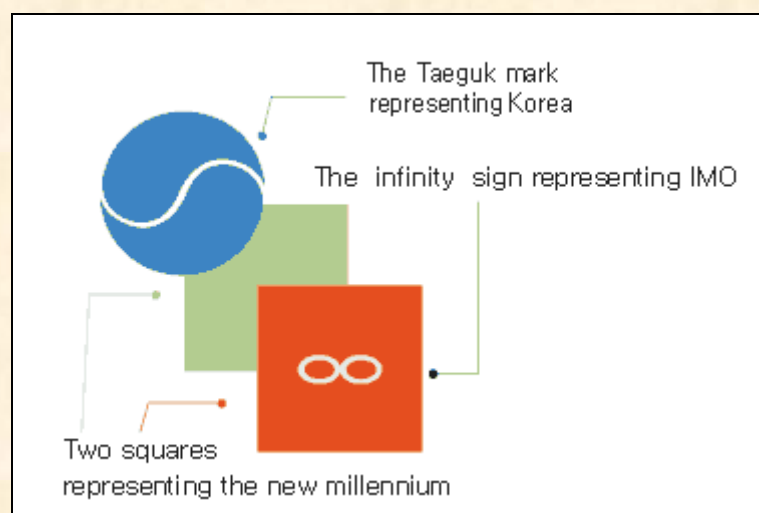 The Taeguk mark
representing Korea
The infinity sign representing IMO
∞
Two squares
representing the new millennium